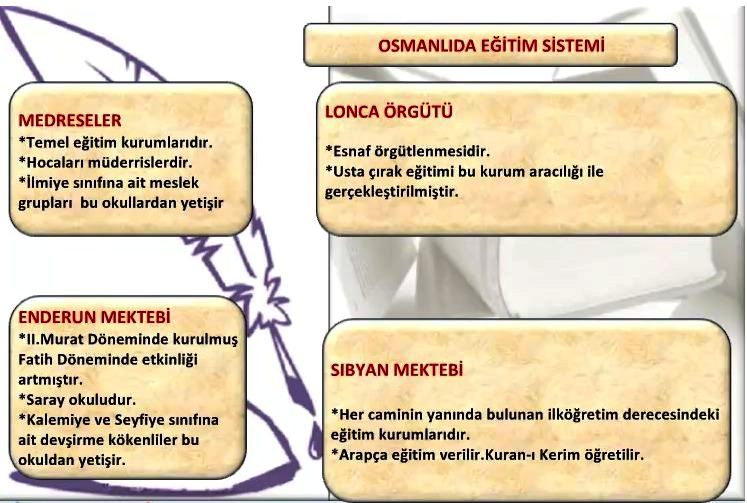 OSMANLIDA EĞİTİM SİSTEMİ
MEDRESELER
*Temel eğitim kurumlarıdır.
*Hocaları müderrislerdir.
*İlmiye sınıfına ait meslek
grupları bu okullardan yetişir
LONCA ÖRGÜTÜ
*Esnaf örgütlenmesidir.
*Usta çırak eğitimi bu kurum aracılığı ile
gerçekleştirilmiştir.
ENDERUN MEKTEBİ
*II.Murat Döneminde kurulmuş
Fatih Döneminde etkinliği
artmıştır.
*Saray okuludur.
*Kalemiye ve Seyfiye sınıfına
ait devşirme kökenliler bu
okuldan yetişir.
SIBYAN MEKTEBİ
*Her caminin yanında bulunan ilköğretim derecesindeki
eğitim kurumlarıdır.
*Arapça eğitim verilir.Kuran-ı Kerim öğretilir.